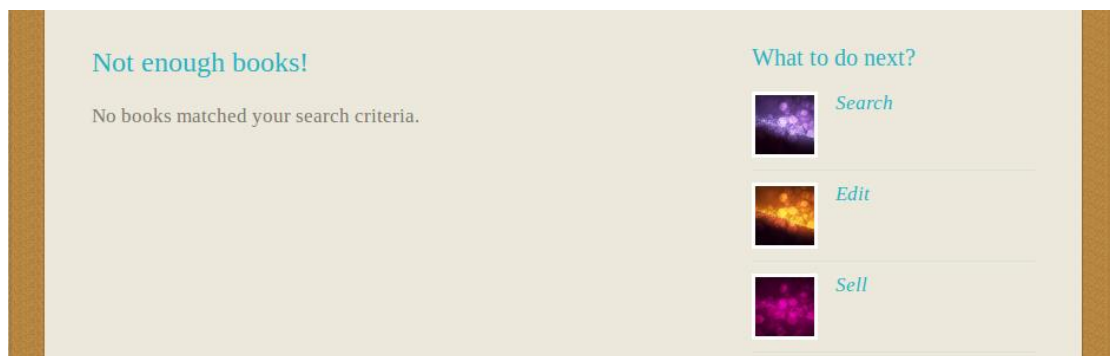 Not enough books!
No books matched your search criteria.
What to do next?
Search
Edit
Sell